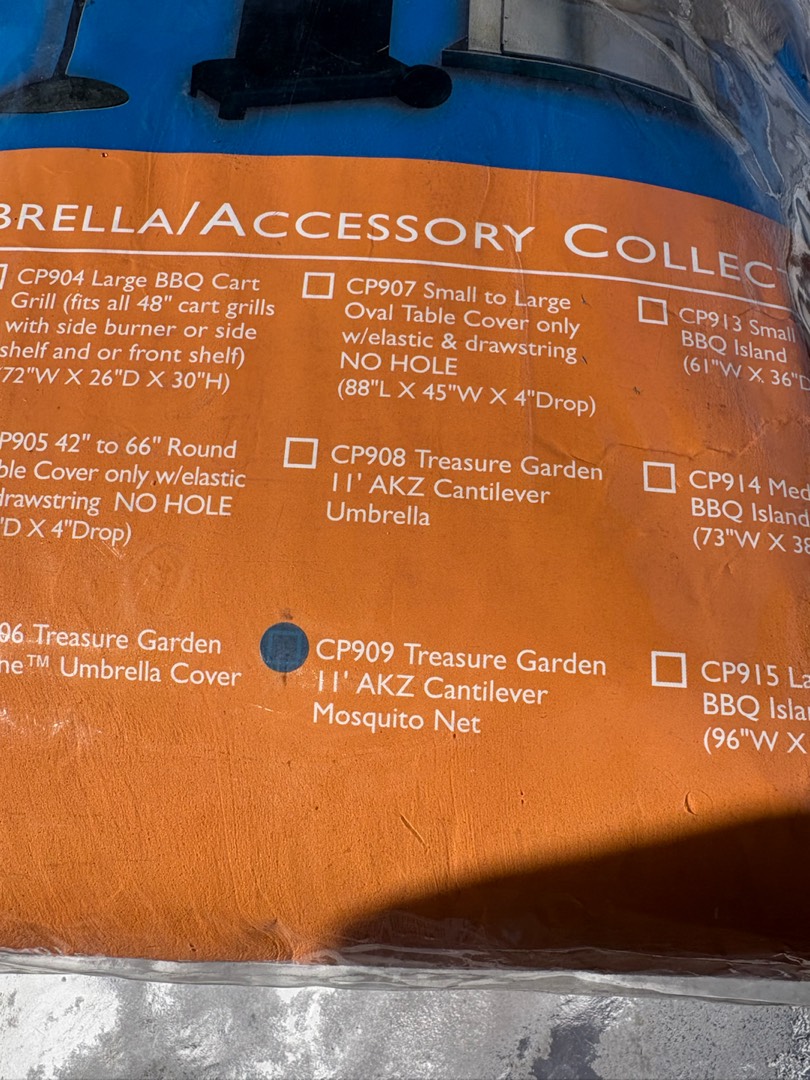 BRELLA/ACCESSORY COLLECT
CP904 Large BBQ Cart
Grill (fits all 48" cart grills
with side burner or side
shelf and or front shelf)
72"W X 26"D X 30"H)
P905 42" to 66" Round
ble Cover only w/elastic
drawstring NO HOLE
"D X 4"Drop)
06 Treasure Garden
he™ Umbrella Cover
CP907 Small to Large
Oval Table Cover only
w/elastic & drawstring
NO HOLE
(88"L X 45"W X 4"Drop)
CP908 Treasure Garden
11' AKZ Cantilever
Umbrella
CP909 Treasure Garden
11' AKZ Cantilever
Mosquito Net
CP913 Small
BBQ Island
(61"W X 36"D
CP914 Med
BBQ Island
(73"W X 38
CP915 La
BBQ Islan
(96"W X